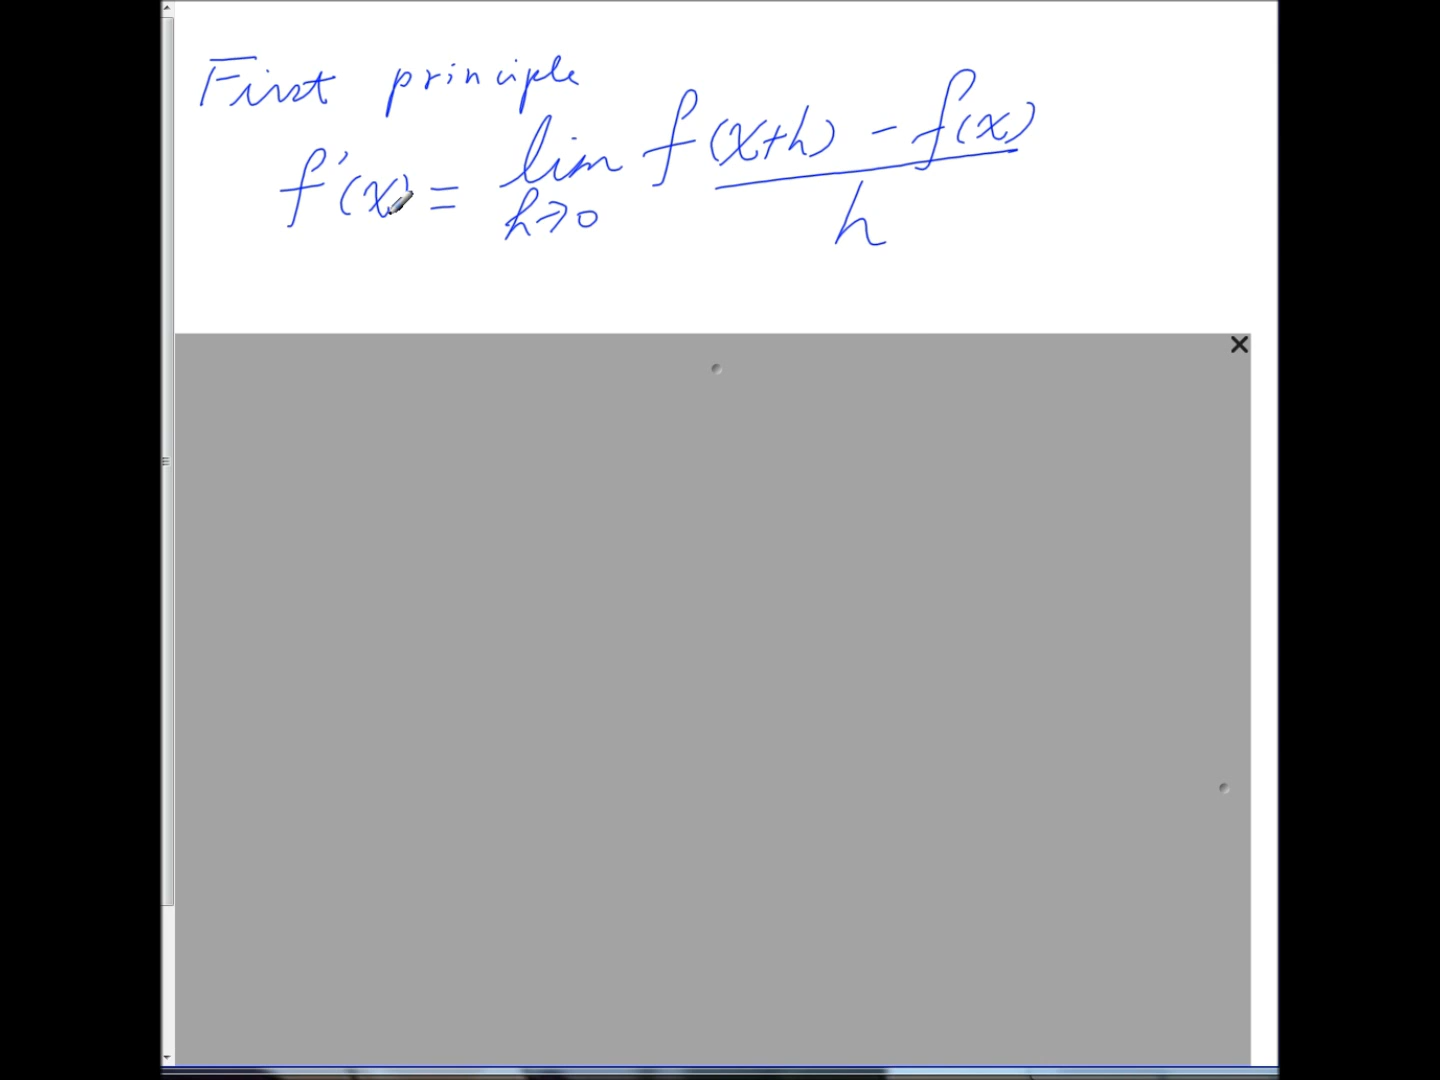 First principle
f'(x) = lim h→0 f(x+h) - f(x) / h